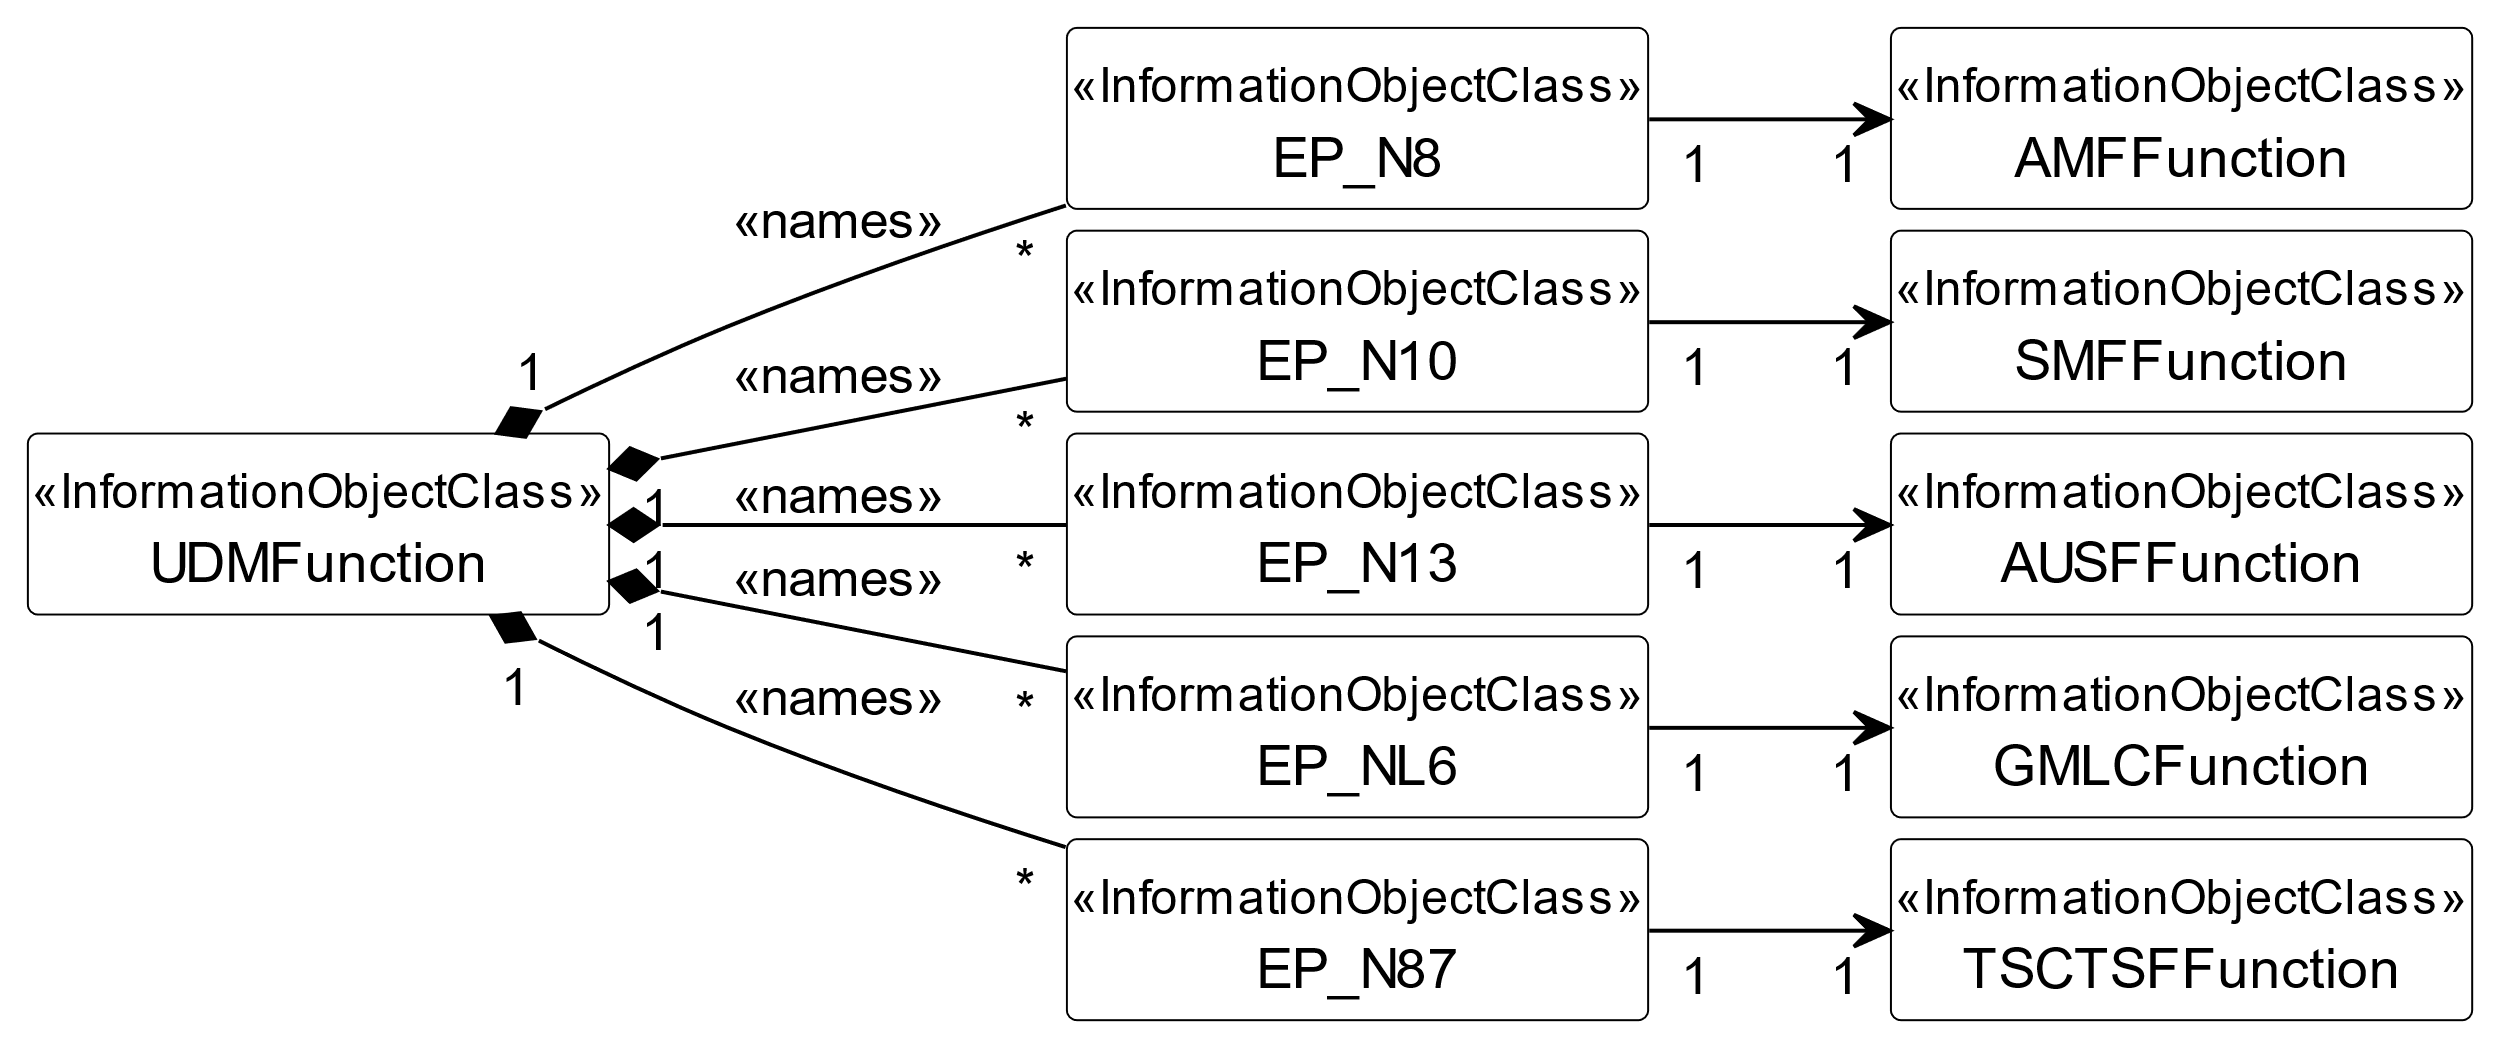 «InformationObjectClass»
EP_N8
1
1
«InformationObjectClass»
AMFFunction
«names»
*
1
«InformationObjectClass»
EP_N10
1
1
«InformationObjectClass»
SMFFunction
«names»
*
1
«InformationObjectClass»
UDMFunction
«names»
*
1
«InformationObjectClass»
EP_N13
1
1
«InformationObjectClass»
AUSFFunction
«names»
*
1
«InformationObjectClass»
EP_NL6
1
1
«InformationObjectClass»
GMLCFunction
1
«names»
*
«InformationObjectClass»
EP_N87
1
1
«InformationObjectClass»
TSCTSFFunction